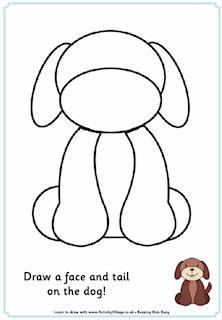 Draw a face and tail
on the dog!
Learn to draw with www.ActivityVillage.co.uk - Keeping Kids Busy